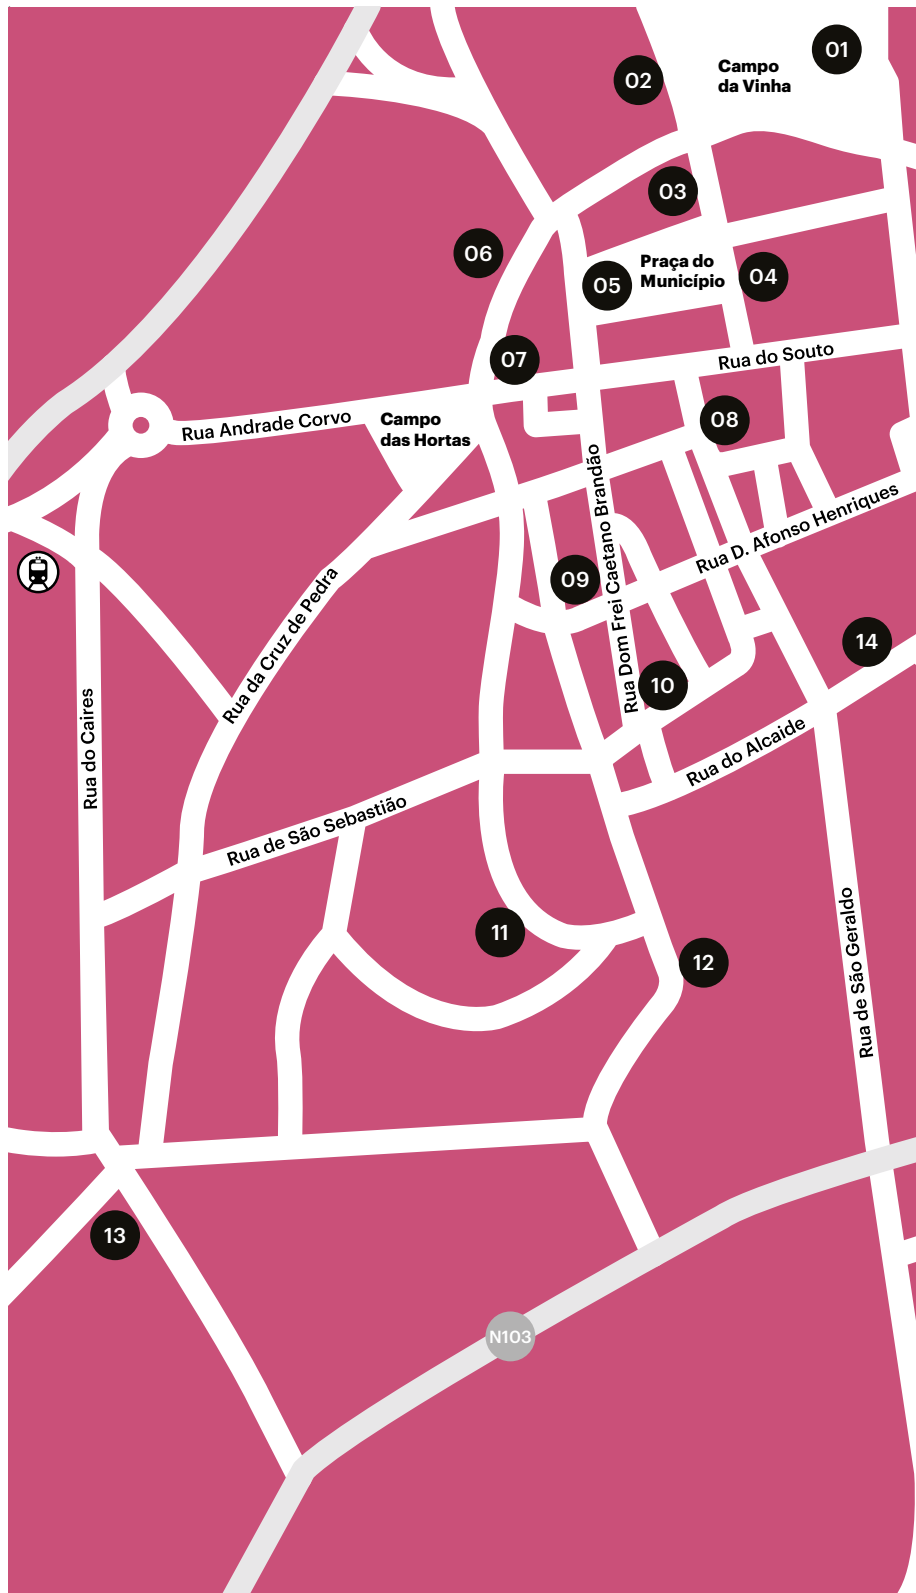 01
Campo
da Vinha
02
03
06
Praça do
Município
04
05
07
Rua do Souto
Rua Andrade Corvo
Campo
das Hortas
08
Rua Dom Frei Caetano Brandão
Rua D. Afonso Henriques
09
Rua da Cruz de Pedra
14
10
Rua do Caires
Rua do Alcaide
Rua de São Sebastião
11
12
Rua de São Geraldo
13
N103